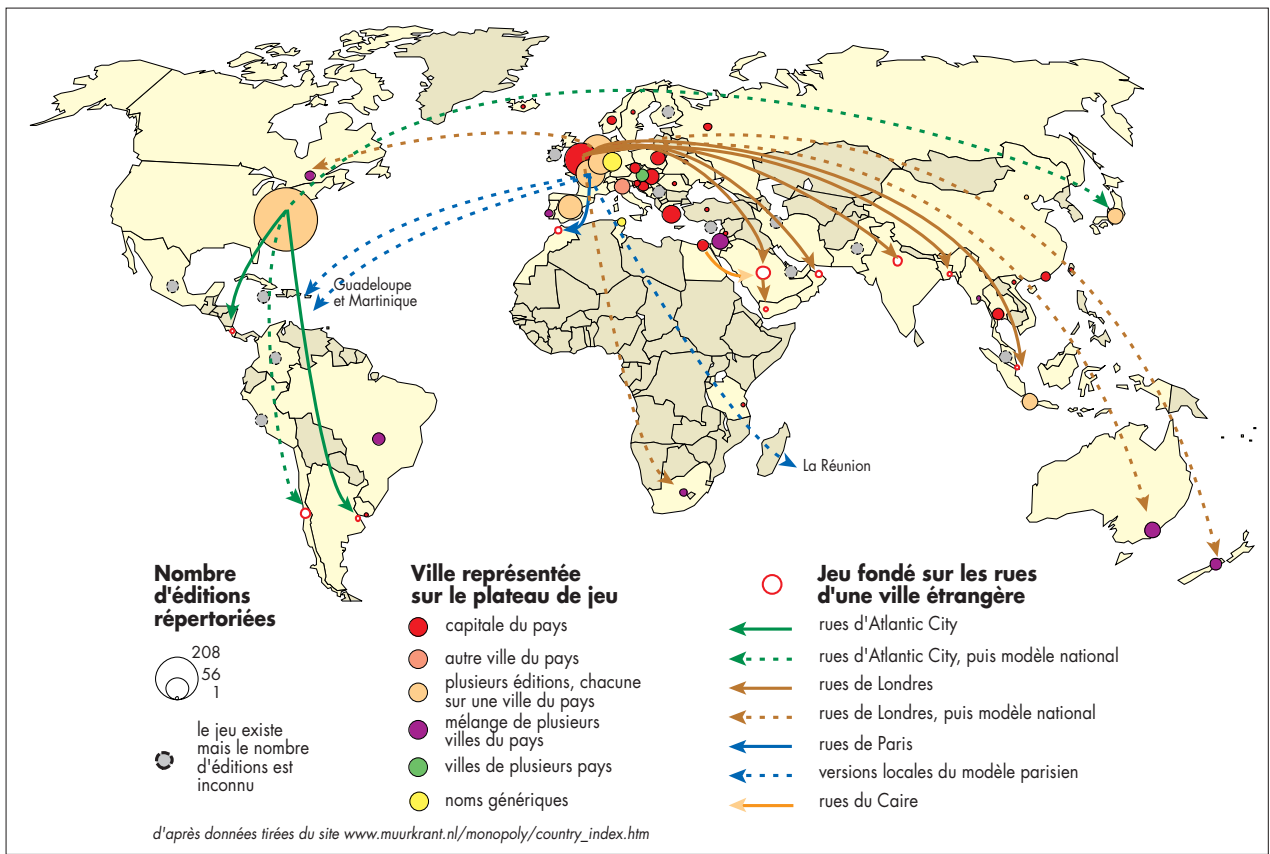 Guadeloupe
et Martinique
La Réunion
Nombre
d'éditions
répertoriées
208
56
1
le jeu existe
mais le nombre
d'éditions est
inconnu
Ville représentée
sur le plateau de jeu
capitale du pays
autre ville du pays
plusieurs éditions, chacune
sur une ville du pays
mélange de plusieurs
villes du pays
villes de plusieurs pays
noms génériques
Jeu fondé sur les rues
d'une ville étrangère
rues d'Atlantic City
rues d'Atlantic City, puis modèle national
rues de Londres
rues de Londres, puis modèle national
rues de Paris
versions locales du modèle parisien
rues du Caire
d'après données tirées du site www.muurkrant.nl/monopoly/country_index.htm